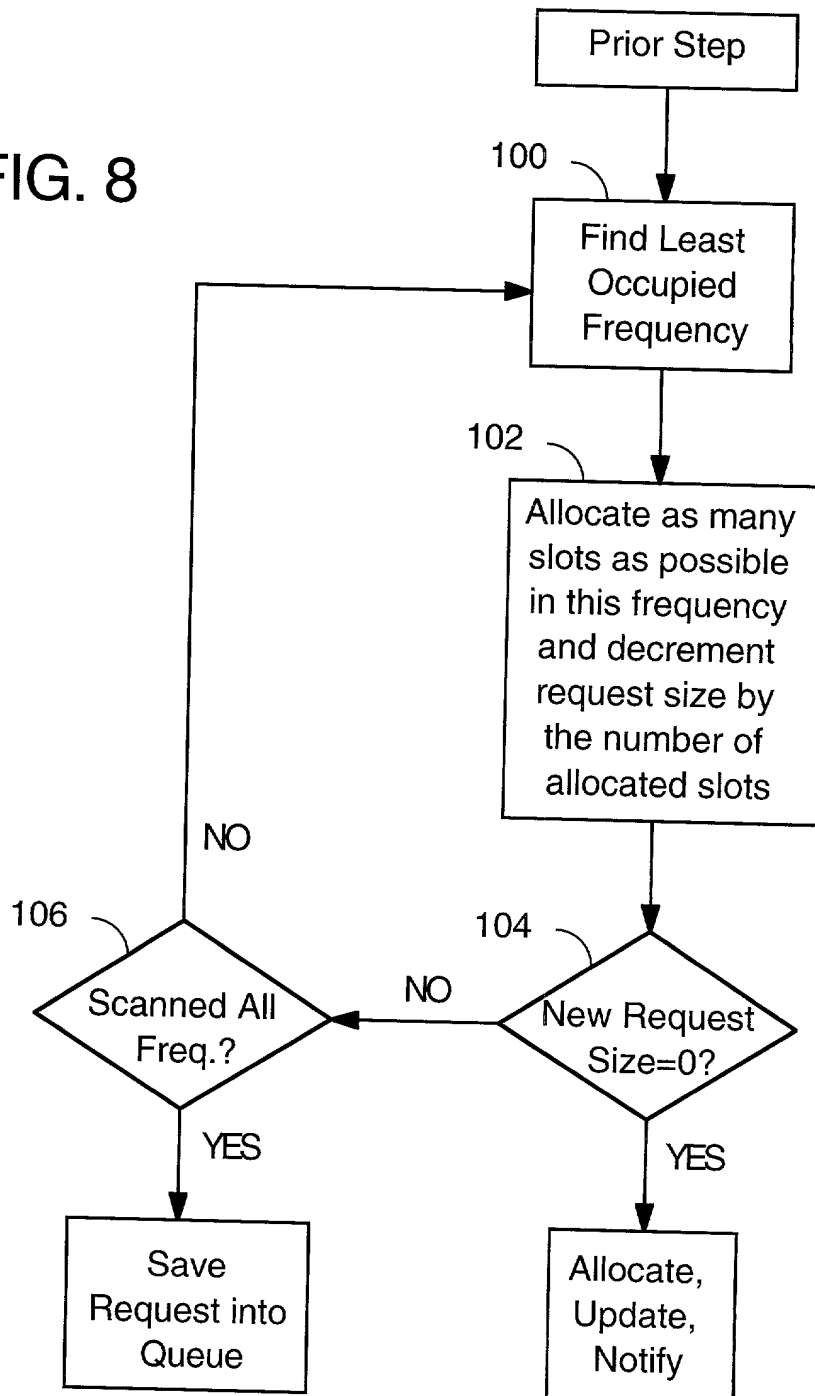 Prior Step
FIG. 8
100
Find Least
Occupied
Frequency
102
Allocate as many
slots as possible
in this frequency
and decrement
request size by
the number of
allocated slots
NO
106
104
Scanned All
Freq.?
NO
New Request
Size=0?
YES
YES
Save
Request into
Queue
Allocate,
Update,
Notify